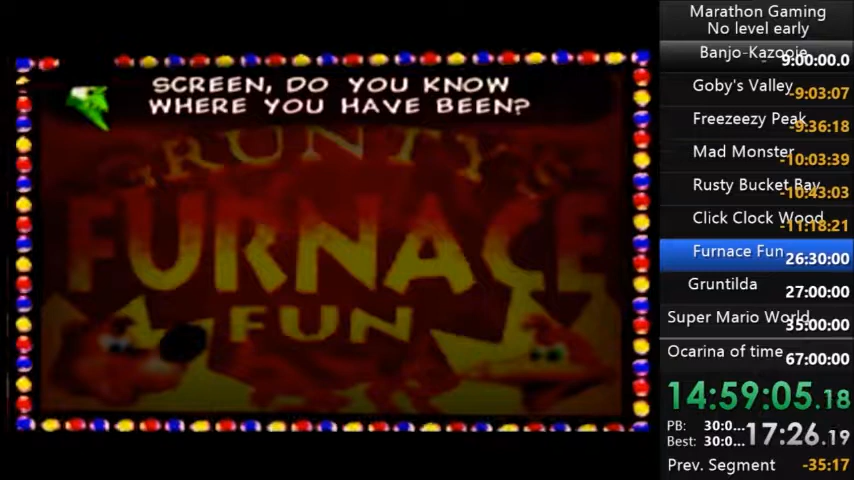 SCREEN, DO YOU KNOW
WHERE YOU HAVE BEEN?
GRUNTY'S
FURNACE
FUN
Marathon Gaming
No level early
Banjo-Kazooie 9:00:00.0
Goby's Valley -9:03:07
Freezeezy Peak -9:36:18
Mad Monster -10:03:39
Rusty Bucket Bay -10:43:03
Click Clock Wood -11:18:21
Furnace Fun 26:30:00
Gruntilda 27:00:00
Super Mario World 35:00:00
Ocarina of time 67:00:00
14:59:05.18
PB: 30:0...
Best: 30:0... 17:26.19
Prev. Segment -35:17